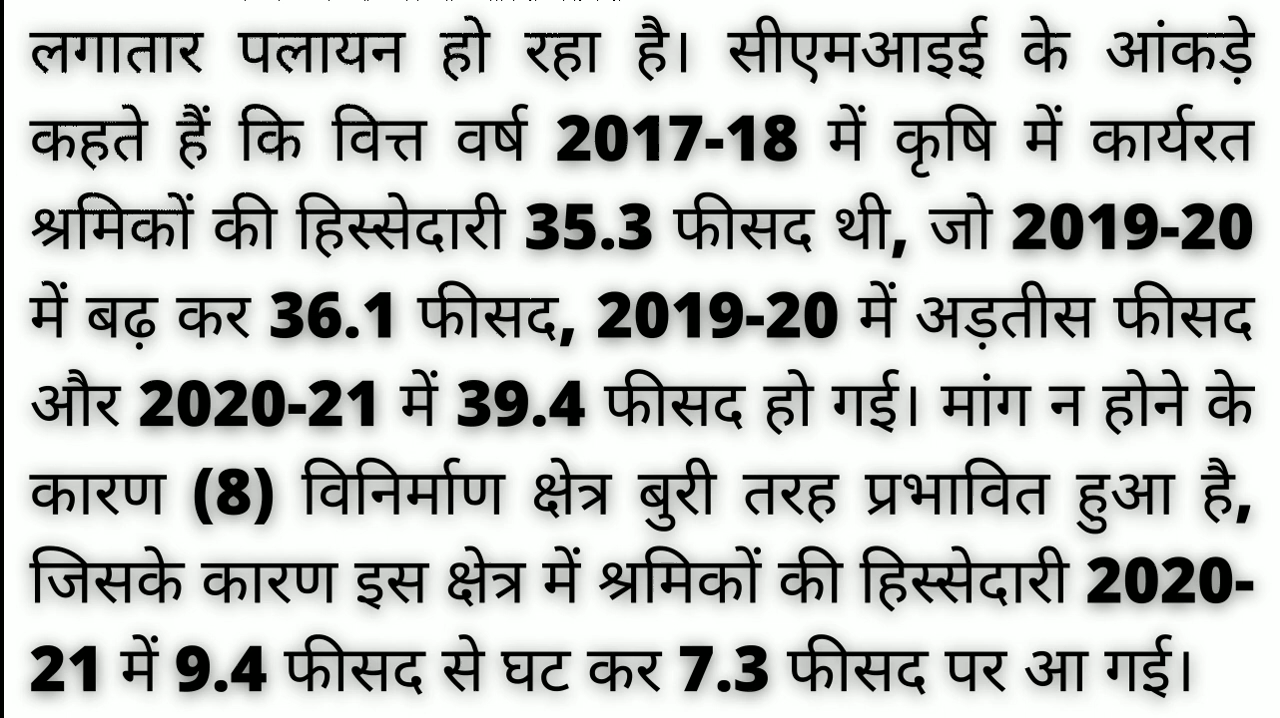 लगातार पलायन हो रहा है। सीएमआइई के आंकड़े
कहते हैं कि वित्त वर्ष 2017-18 में कृषि में कार्यरत
श्रमिकों की हिस्सेदारी 35.3 फीसद थी, जो 2019-20
में बढ़ कर 36.1 फीसद, 2019-20 में अड़तीस फीसद
और 2020-21 में 39.4 फीसद हो गई। मांग न होने के
कारण (8) विनिर्माण क्षेत्र बुरी तरह प्रभावित हुआ है,
जिसके कारण इस क्षेत्र में श्रमिकों की हिस्सेदारी 2020-
21 में 9.4 फीसद से घट कर 7.3 फीसद पर आ गई।